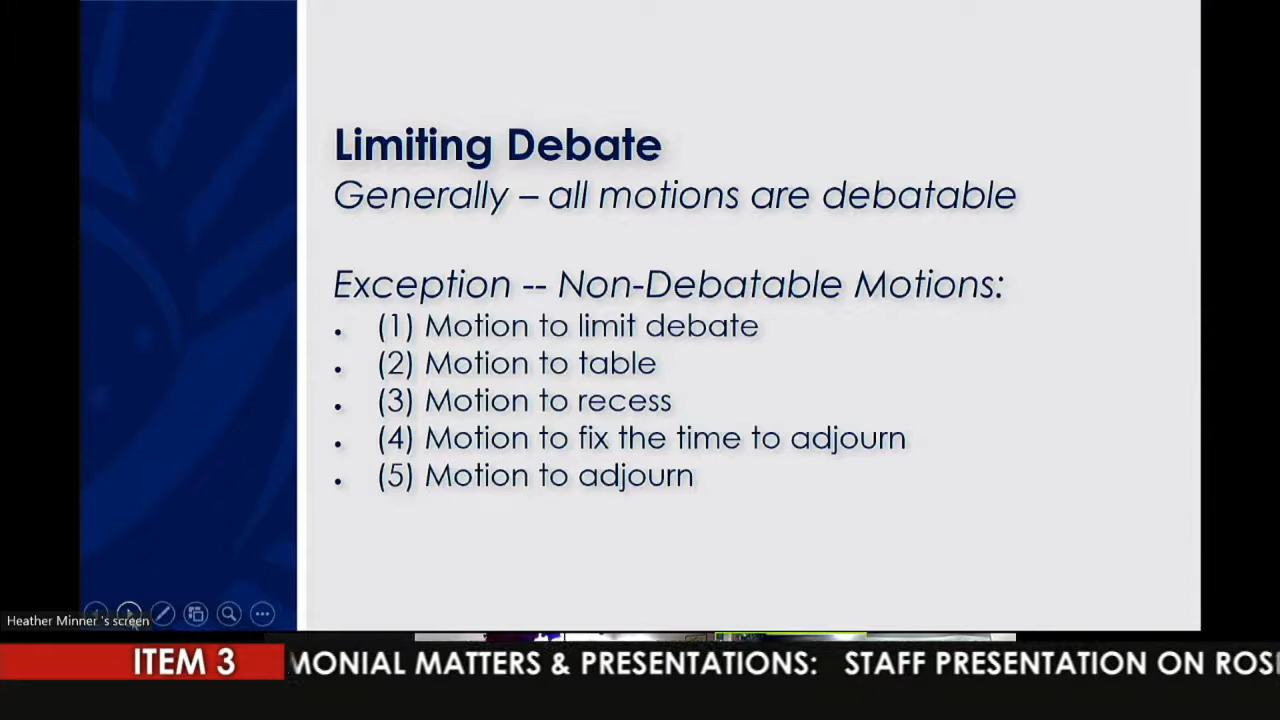 Limiting Debate
Generally – all motions are debatable
Exception -- Non-Debatable Motions:
• (1) Motion to limit debate
• (2) Motion to table
• (3) Motion to recess
• (4) Motion to fix the time to adjourn
• (5) Motion to adjourn
Heather Minner 's screen
ITEM 3 MONIAL MATTERS & PRESENTATIONS: STAFF PRESENTATION ON ROS